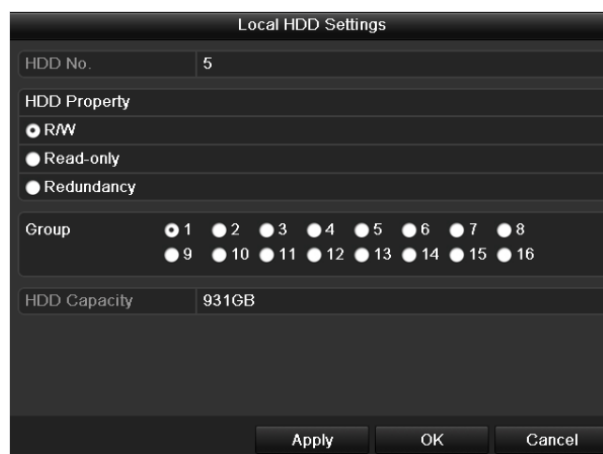 Local HDD Settings
HDD No. 5
HDD Property
R/W
Read-only
Redundancy
Group 1 2 3 4 5 6 7 8
9 10 11 12 13 14 15 16
HDD Capacity 931GB
Apply OK Cancel